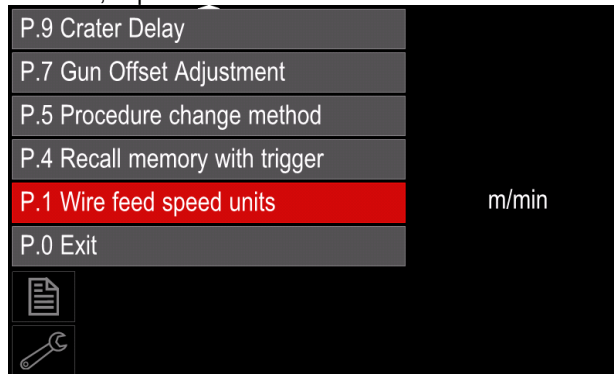 P.9 Crater Delay
P.7 Gun Offset Adjustment
P.5 Procedure change method
P.4 Recall memory with trigger
P.1 Wire feed speed units m/min
P.0 Exit